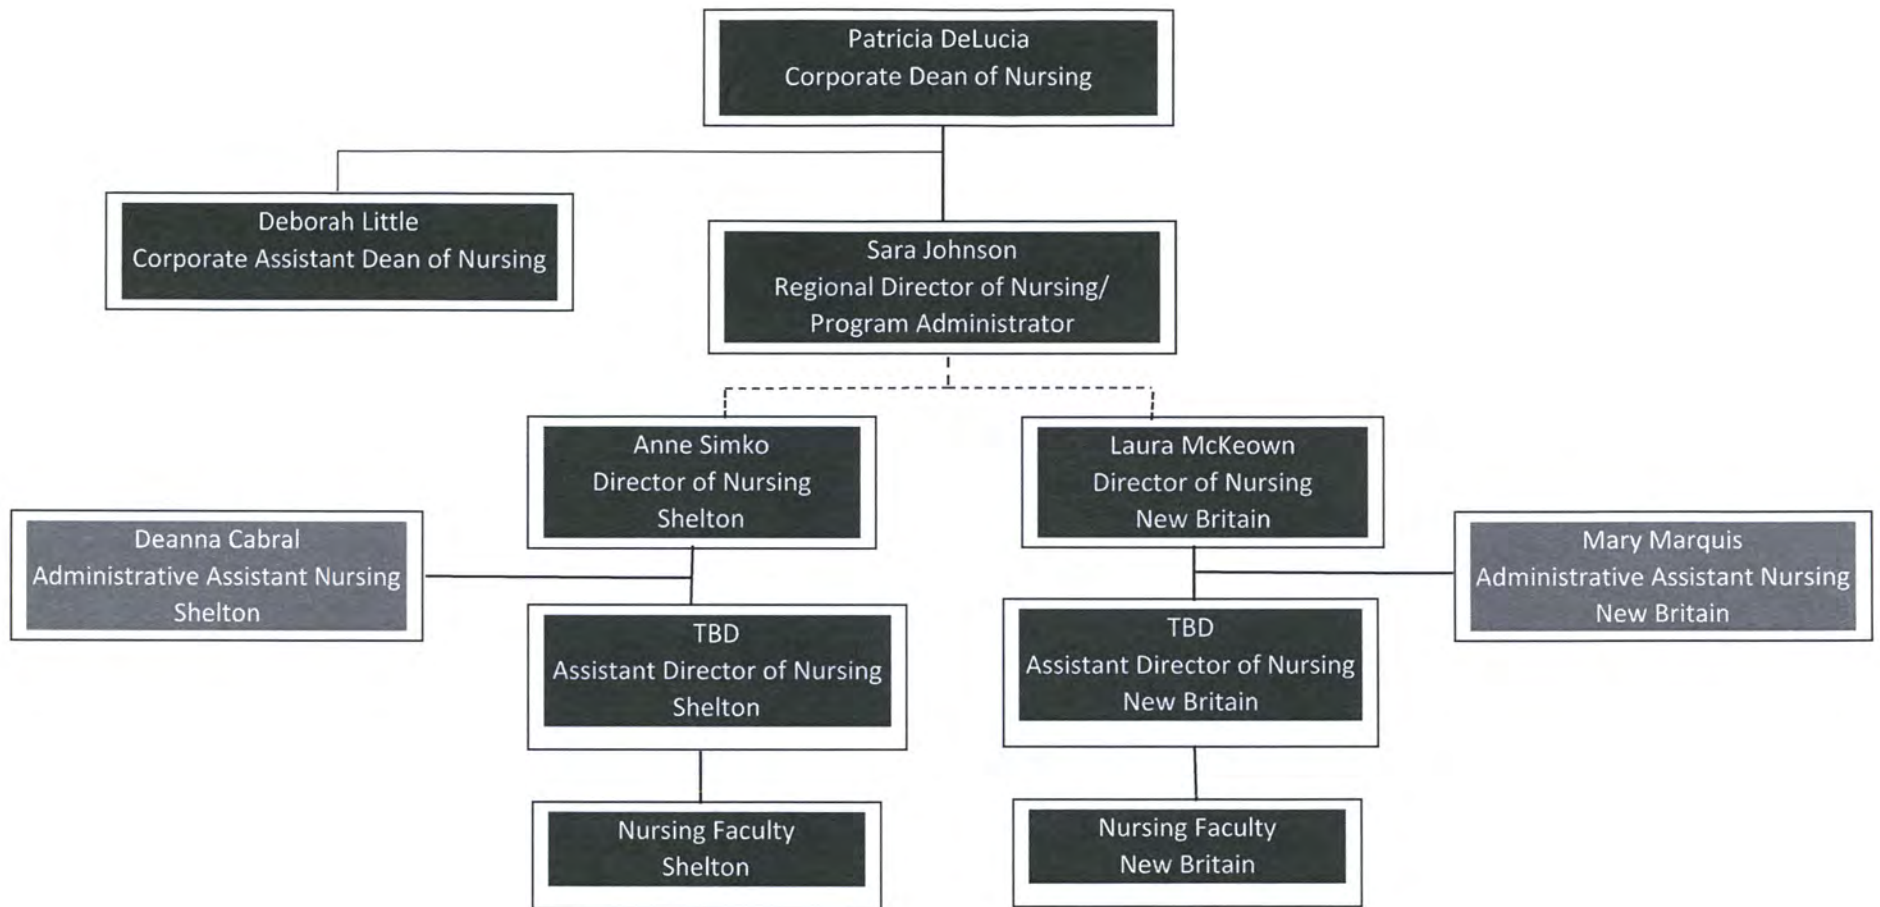 Patricia DeLucia
Corporate Dean of Nursing
Deborah Little
Corporate Assistant Dean of Nursing
Sara Johnson
Regional Director of Nursing/
Program Administrator
Anne Simko
Director of Nursing
Shelton
Laura McKeown
Director of Nursing
New Britain
Deanna Cabral
Administrative Assistant Nursing
Shelton
Mary Marquis
Administrative Assistant Nursing
New Britain
TBD
Assistant Director of Nursing
Shelton
TBD
Assistant Director of Nursing
New Britain
Nursing Faculty
Shelton
Nursing Faculty
New Britain